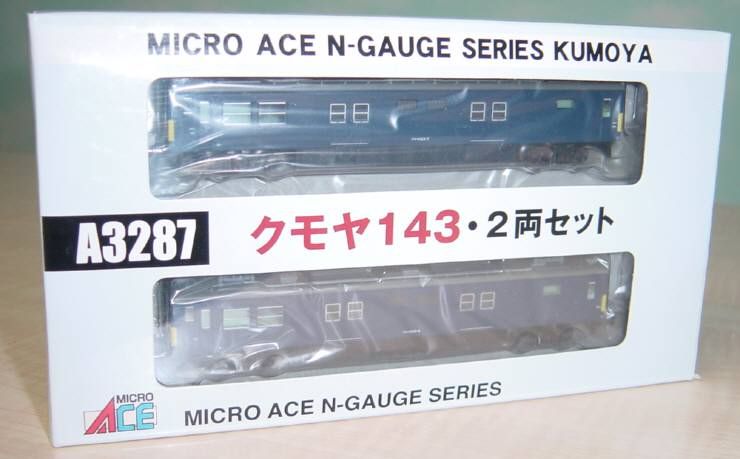 MICRO ACE N-GAUGE SERIES KUMOYA
A3287
クモヤ143・2両セット
MICRO
ACE
MICRO ACE N-GAUGE SERIES